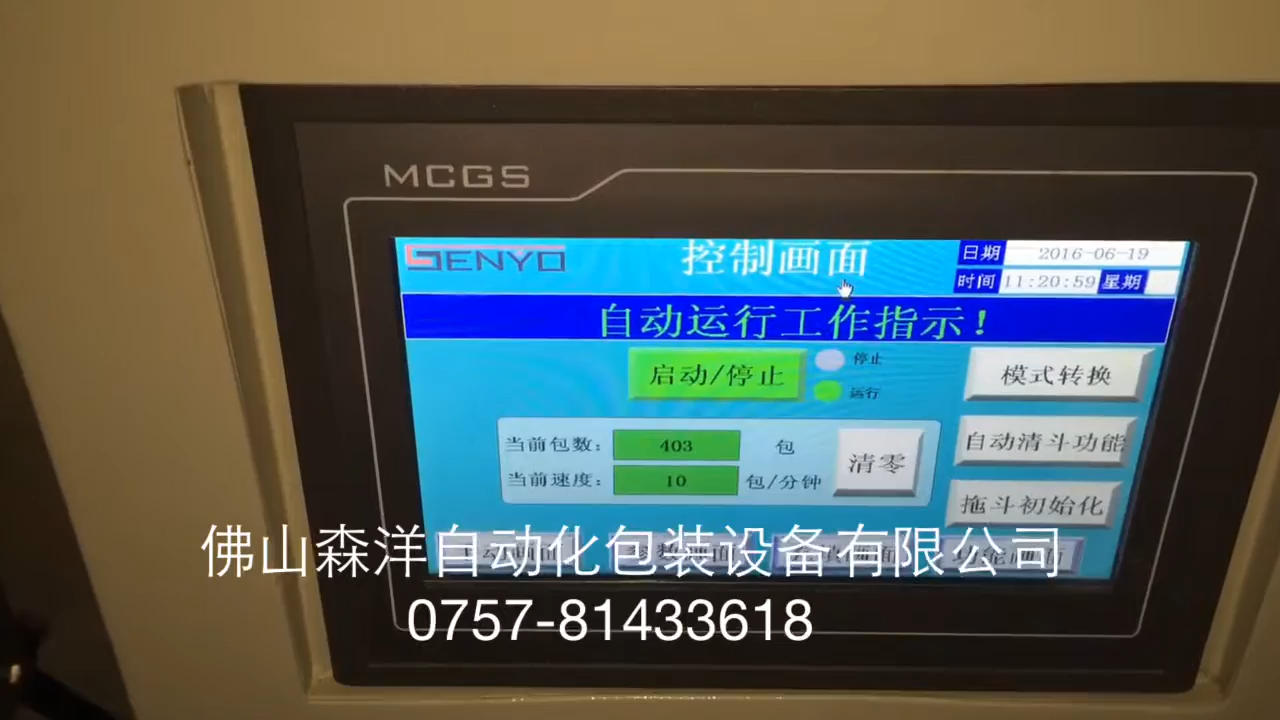 MCGS
SENYO
控制画面
日期 2016-06-19
时间 11:20:59 星期
自动运行工作指示!
启动/停止
停止
运行
模式转换
当前包数: 403 包
当前速度: 10 包/分钟
清零
自动清斗功能
拖斗初始化
佛山森洋自动化包装设备有限公司
0757-81433618